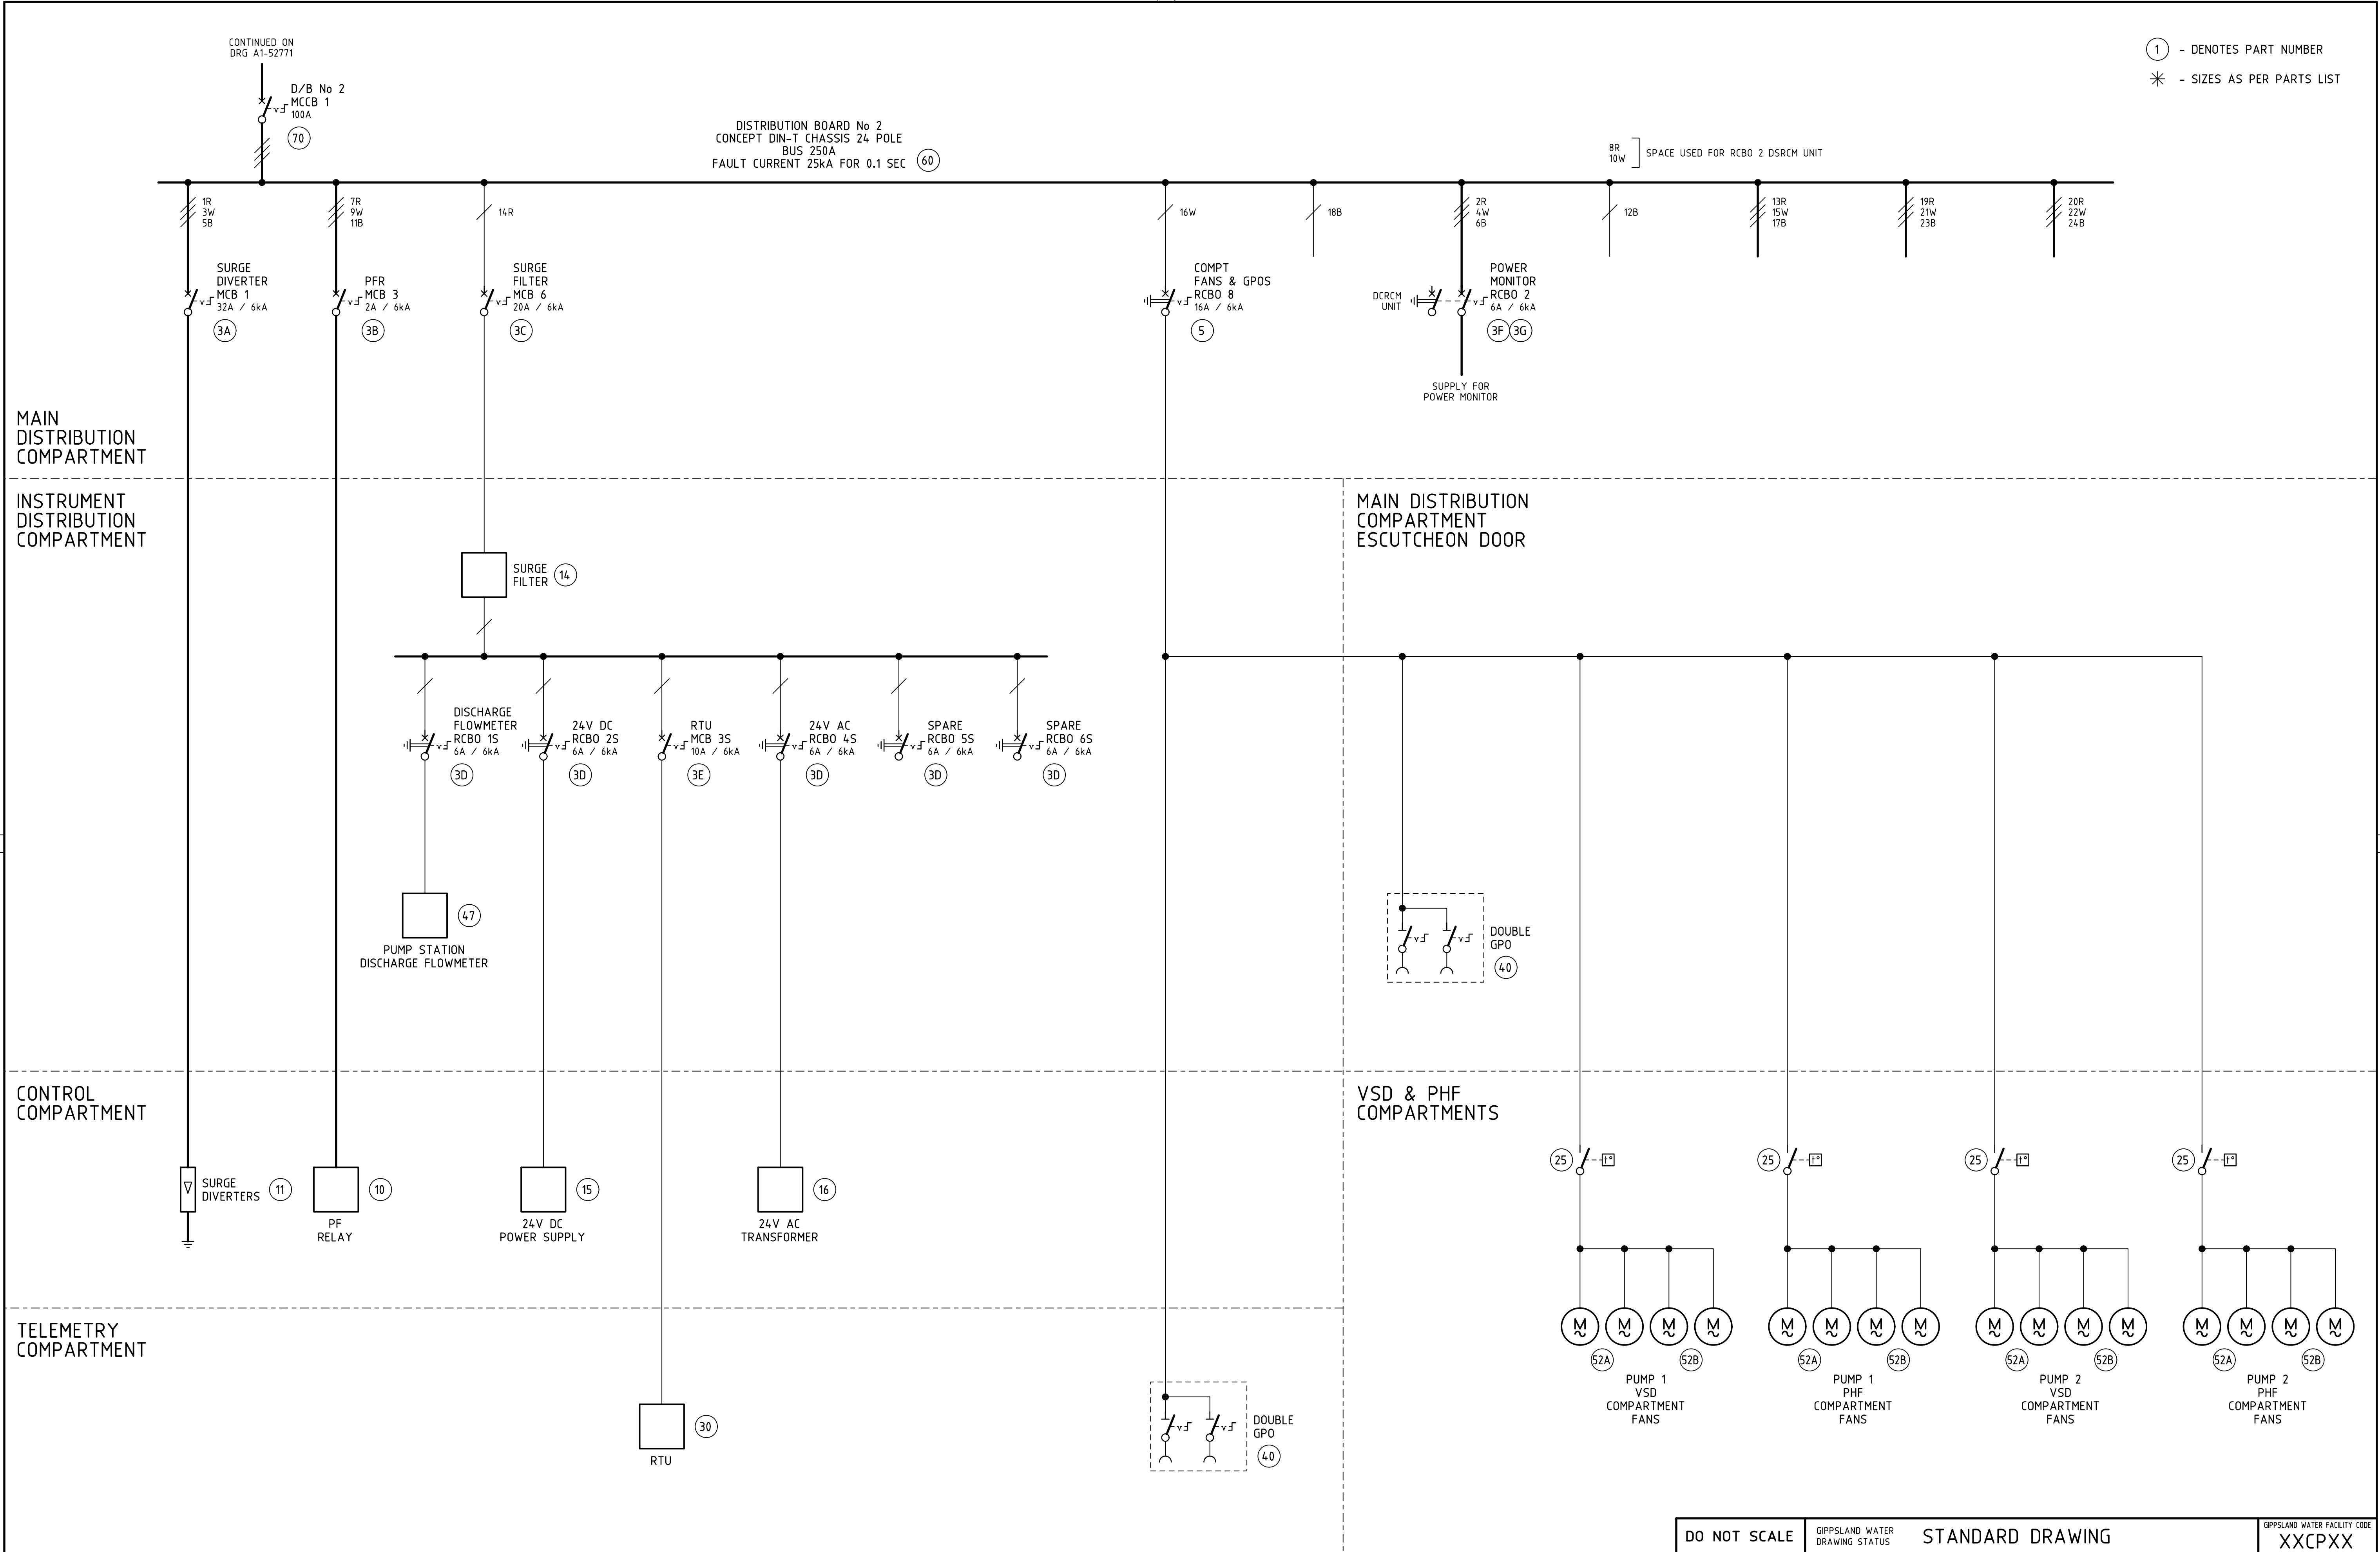 CONTINUED ON
DRG A1-52771
D/B No 2
MCCB 1
100A
70
1 - DENOTES PART NUMBER
- SIZES AS PER PARTS LIST
DISTRIBUTION BOARD No 2
CONCEPT DIN-T CHASSIS 24 POLE
BUS 250A
FAULT CURRENT 25kA FOR 0.1 SEC
60
8R
10W
SPACE USED FOR RCBO 2 DSRCM UNIT
1R
3W
5B
7R
9W
11B
14R
16W
18B
2R
4W
6B
12B
13R
15W
17B
19R
21W
23B
20R
22W
24B
SURGE
DIVERTER
MCB 1
32A / 6kA
3A
PFR
MCB 3
2A / 6kA
3B
SURGE
FILTER
MCB 6
20A / 6kA
3C
COMPT
FANS & GPOS
RCBO 8
16A / 6kA
5
DCRCM
UNIT
POWER
MONITOR
RCBO 2
6A / 6kA
3F 3G
SUPPLY FOR
POWER MONITOR
MAIN
DISTRIBUTION
COMPARTMENT
INSTRUMENT
DISTRIBUTION
COMPARTMENT
MAIN DISTRIBUTION
COMPARTMENT
ESCUTCHEON DOOR
SURGE
FILTER
14
DISCHARGE
FLOWMETER
RCBO 1S
6A / 6kA
3D
24V DC
RCBO 2S
6A / 6kA
3D
RTU
MCB 3S
10A / 6kA
3E
24V AC
RCBO 4S
6A / 6kA
3D
SPARE
RCBO 5S
6A / 6kA
3D
SPARE
RCBO 6S
6A / 6kA
3D
47
PUMP STATION
DISCHARGE FLOWMETER
DOUBLE
GPO
40
CONTROL
COMPARTMENT
VSD & PHF
COMPARTMENTS
SURGE
DIVERTERS
11
10
PF
RELAY
15
24V DC
POWER SUPPLY
16
24V AC
TRANSFORMER
25 t°
25 t°
25 t°
25 t°
TELEMETRY
COMPARTMENT
M M M M
M M M M
M M M M
M M M M
52A 52B
52A 52B
52A 52B
52A 52B
PUMP 1
VSD
COMPARTMENT
FANS
PUMP 1
PHF
COMPARTMENT
FANS
PUMP 2
VSD
COMPARTMENT
FANS
PUMP 2
PHF
COMPARTMENT
FANS
30
RTU
DOUBLE
GPO
40
DO NOT SCALE
GIPPSLAND WATER
DRAWING STATUS
STANDARD DRAWING
GIPPSLAND WATER FACILITY CODE
XXCPXX